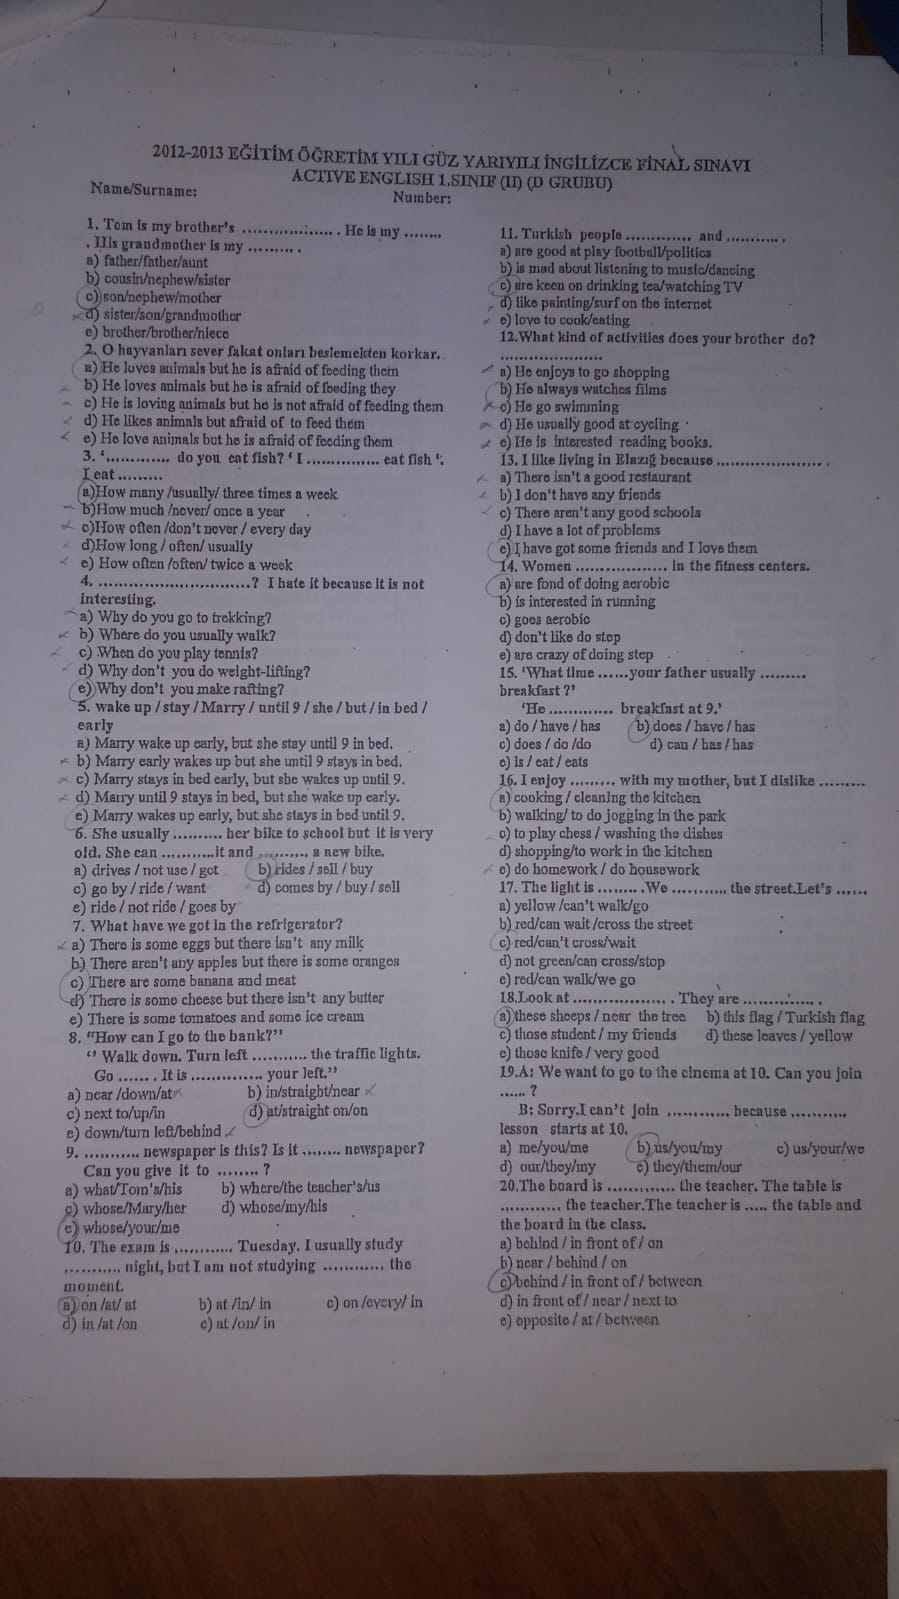 2012-2013 EĞİTİM ÖĞRETİM YILI GÜZ YARIYILI İNGİLİZCE FİNAL SINAVI
ACTIVE ENGLISH 1.SINIF (II) (D GRUBU)
Name/Surname:
Number:
1. Tom is my brother's .................. . He is my ........
. His grandmother is my ......... .
a) father/father/aunt
b) cousin/nephew/sister
c) son/nephew/mother
d) sister/son/grandmother
e) brother/brother/niece
2. O hayvanları sever fakat onları beslemekten korkar.
a) He loves animals but he is afraid of feeding them
b) He loves animals but he is afraid of feeding they
c) He is loving animals but he is not afraid of feeding them
d) He likes animals but afraid of to feed them
e) He love animals but he is afraid of feeding them
3. '............. do you eat fish? ' I ............... eat fish ';
I eat .........
a)How many /usually/ three times a week
b)How much /never/ once a year
c)How often /don't never / every day
d)How long / often/ usually
e) How often /often/ twice a week
4. ..............................? I hate it because it is not
interesting.
a) Why do you go to trekking?
b) Where do you usually walk?
c) When do you play tennis?
d) Why don't you do weight-lifting?
e) Why don't you make rafting?
5. wake up / stay / Marry / until 9 / she / but / in bed /
early
a) Marry wake up early, but she stay until 9 in bed.
b) Marry early wakes up but she until 9 stays in bed.
c) Marry stays in bed early, but she wakes up until 9.
d) Marry until 9 stays in bed, but she wake up early.
e) Marry wakes up early, but she stays in bed until 9.
6. She usually .......... her bike to school but it is very
old. She can ...........it and .......... a new bike.
a) drives / not use / get b) rides / sell / buy
c) go by / ride / want d) comes by / buy / sell
e) ride / not ride / goes by
7. What have we got in the refrigerator?
a) There is some eggs but there isn't any milk
b) There aren't any apples but there is some oranges
c) There are some banana and meat
d) There is some cheese but there isn't any butter
e) There is some tomatoes and some ice cream
8. "How can I go to the bank?"
" Walk down. Turn left ........... the traffic lights.
Go ....... . It is .............. your left."
a) near /down/at b) in/straight/near
c) next to/up/in d) at/straight on/on
e) down/turn left/behind
9. ........... newspaper is this? Is it ....... newspaper?
Can you give it to ........ ?
a) what/Tom's/his b) where/the teacher's/us
c) whose/Mary/her d) whose/my/his
e) whose/your/me
10. The exam is ............ Tuesday. I usually study
........... night, but I am not studying ............ the
moment.
a) on /at/ at b) at /in/ in c) on /every/ in
d) in /at /on e) at /on/ in
11. Turkish people ............. and ........... .
a) are good at play football/politics
b) is mad about listening to music/dancing
c) are keen on drinking tea/watching TV
d) like painting/surf on the internet
e) love to cook/eating
12.What kind of activities does your brother do?
....................
a) He enjoys to go shopping
b) He always watches films
c) He go swimming
d) He usually good at cycling
e) He is interested reading books.
13. I like living in Elazığ because ..................... .
a) There isn't a good restaurant
b) I don't have any friends
c) There aren't any good schools
d) I have a lot of problems
e) I have got some friends and I love them
14. Women .................. in the fitness centers.
a) are fond of doing aerobic
b) is interested in running
c) goes aerobic
d) don't like do step
e) are crazy of doing step
15. 'What time ......your father usually .........
breakfast ?'
'He ............. breakfast at 9.'
a) do / have / has b) does / have / has
c) does / do /do d) can / has / has
e) is / eat / eats
16. I enjoy ......... with my mother, but I dislike .........
a) cooking / cleaning the kitchen
b) walking/ to do jogging in the park
c) to play chess / washing the dishes
d) shopping/to work in the kitchen
e) do homework / do housework
17. The light is ........ .We ........... the street.Let's ......
a) yellow /can't walk/go
b) red/can wait /cross the street
c) red/can't cross/wait
d) not green/can cross/stop
e) red/can walk/we go
18.Look at .................. . They are .............. .
a) these sheeps / near the tree b) this flag / Turkish flag
c) those student / my friends d) these leaves / yellow
e) those knife / very good
19.A: We want to go to the cinema at 10. Can you join
...... ?
B: Sorry.I can't join ............ because ...........
lesson starts at 10.
a) me/you/me b) us/you/my c) us/your/we
d) our/they/my e) they/them/our
20.The board is ............. the teacher. The table is
............ the teacher.The teacher is ..... the table and
the board in the class.
a) behind / in front of / on
b) near / behind / on
c) behind / in front of / between
d) in front of / near / next to
e) opposite / at / between